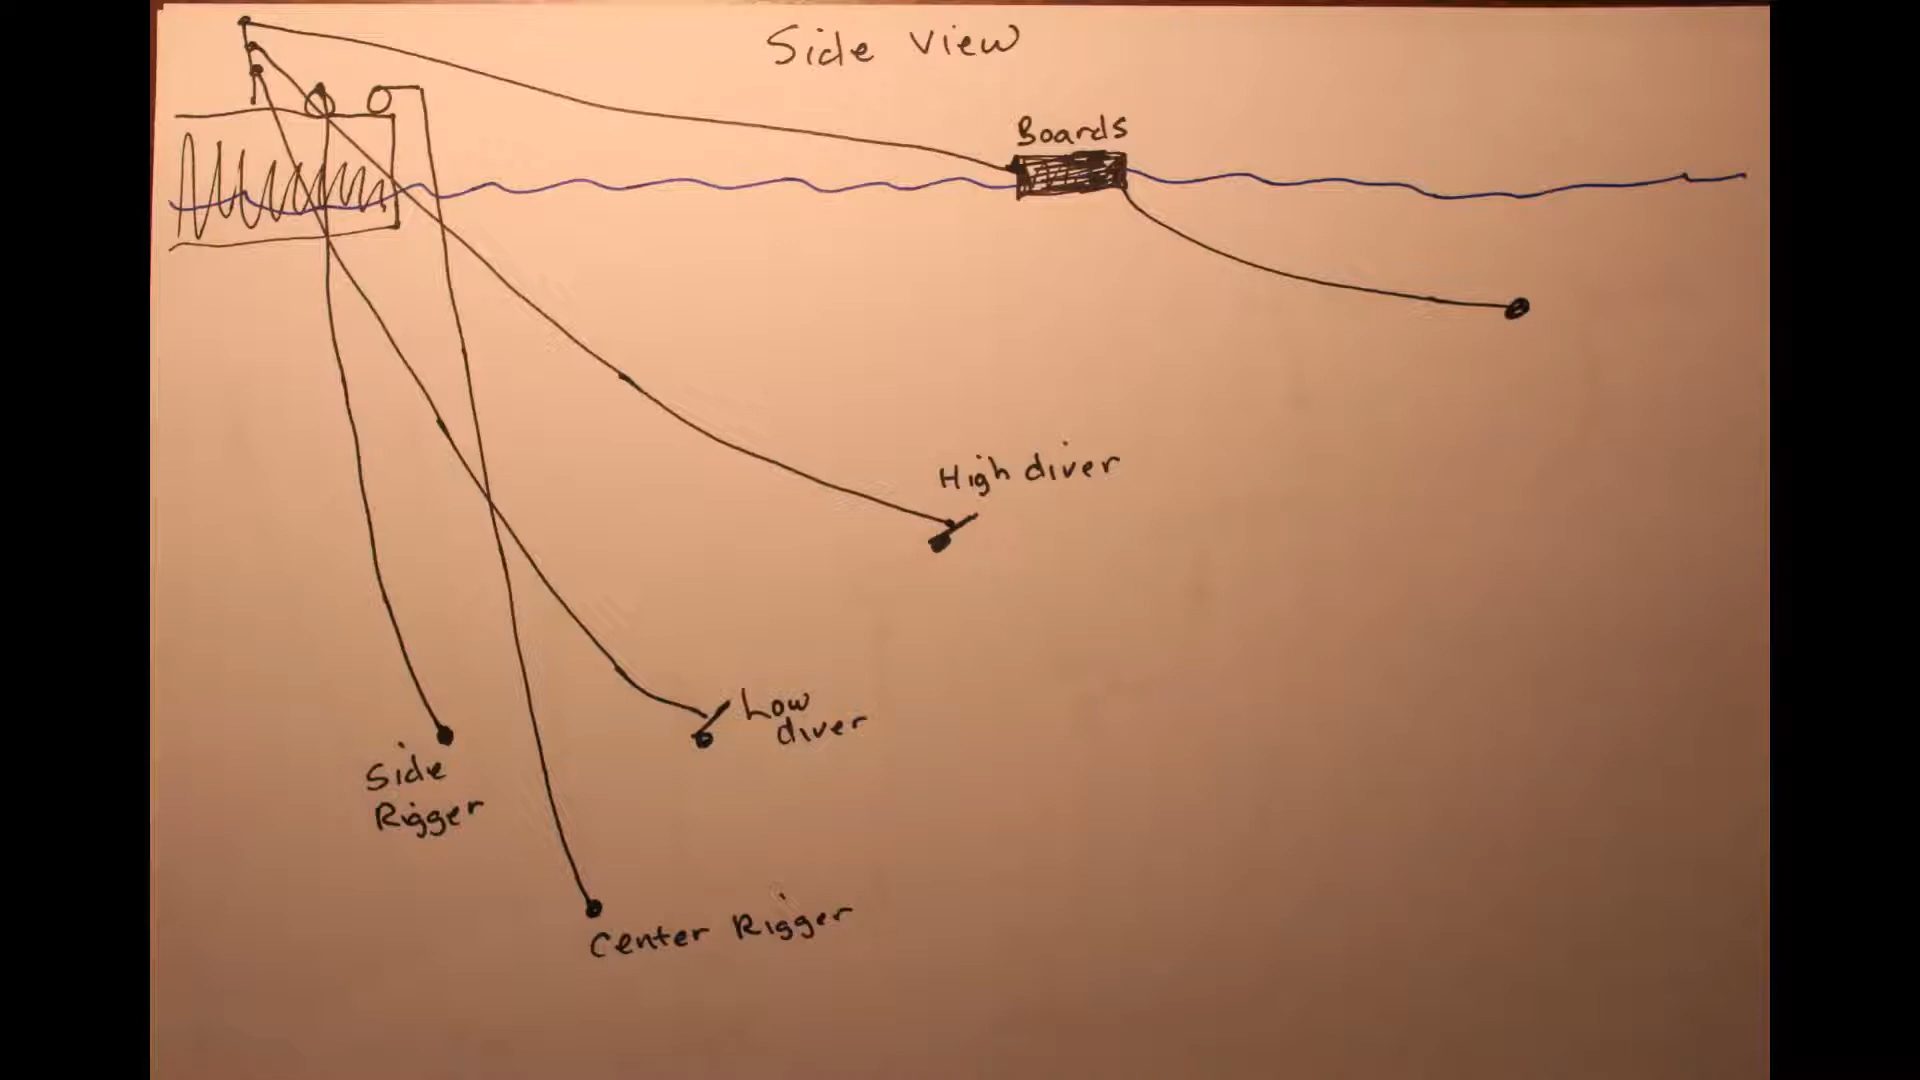 Side View
Boards
High diver
Low
diver
Side
Rigger
Center Rigger